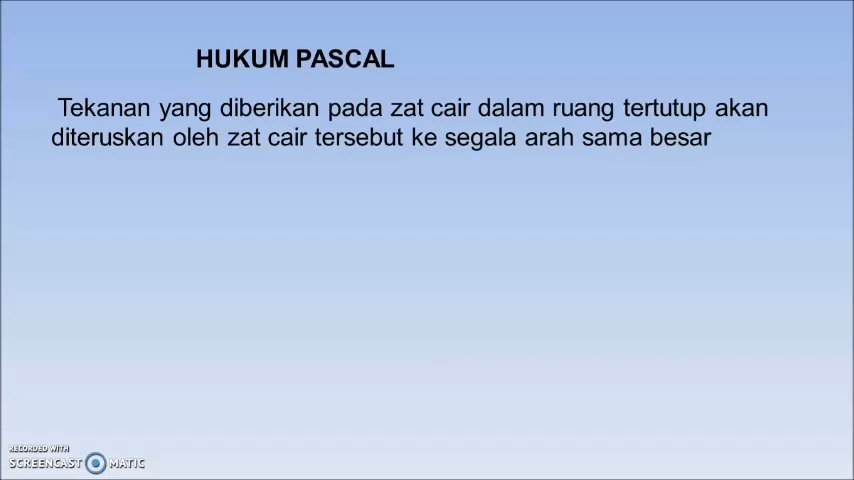 HUKUM PASCAL
Tekanan yang diberikan pada zat cair dalam ruang tertutup akan
diteruskan oleh zat cair tersebut ke segala arah sama besar
RECORDED WITH
SCREENCAST MATIC